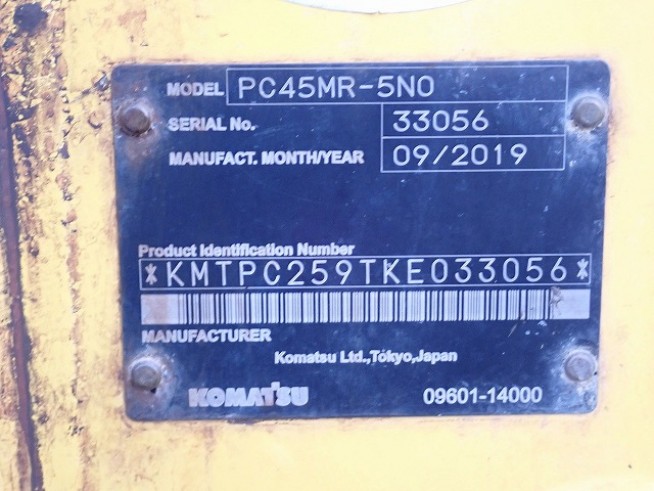 MODEL PC45MR-5N0
SERIAL No. 33056
MANUFACT. MONTH/YEAR 09/2019
Product Identification Number
*KMTPC259TKE033056*
MANUFACTURER
Komatsu Ltd.,Tokyo,Japan
KOMATSU 09601-14000